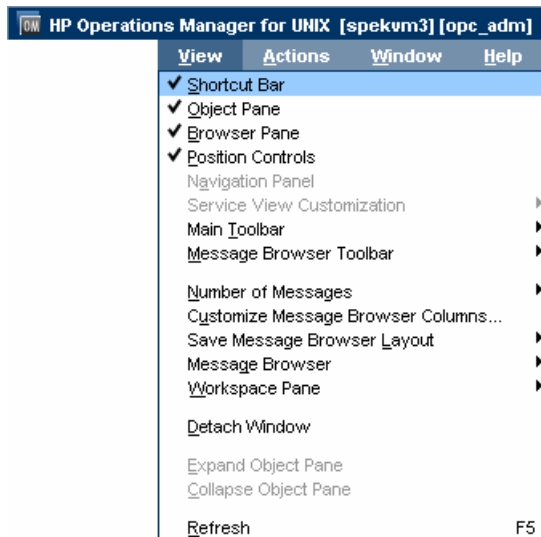 OM HP Operations Manager for UNIX [spekvm3] [opc_adm]
View Actions Window Help
Shortcut Bar
Object Pane
Browser Pane
Position Controls
Navigation Panel
Service View Customization
Main Toolbar
Message Browser Toolbar
Number of Messages
Customize Message Browser Columns...
Save Message Browser Layout
Message Browser
Workspace Pane
Detach Window
Expand Object Pane
Collapse Object Pane
Refresh F5